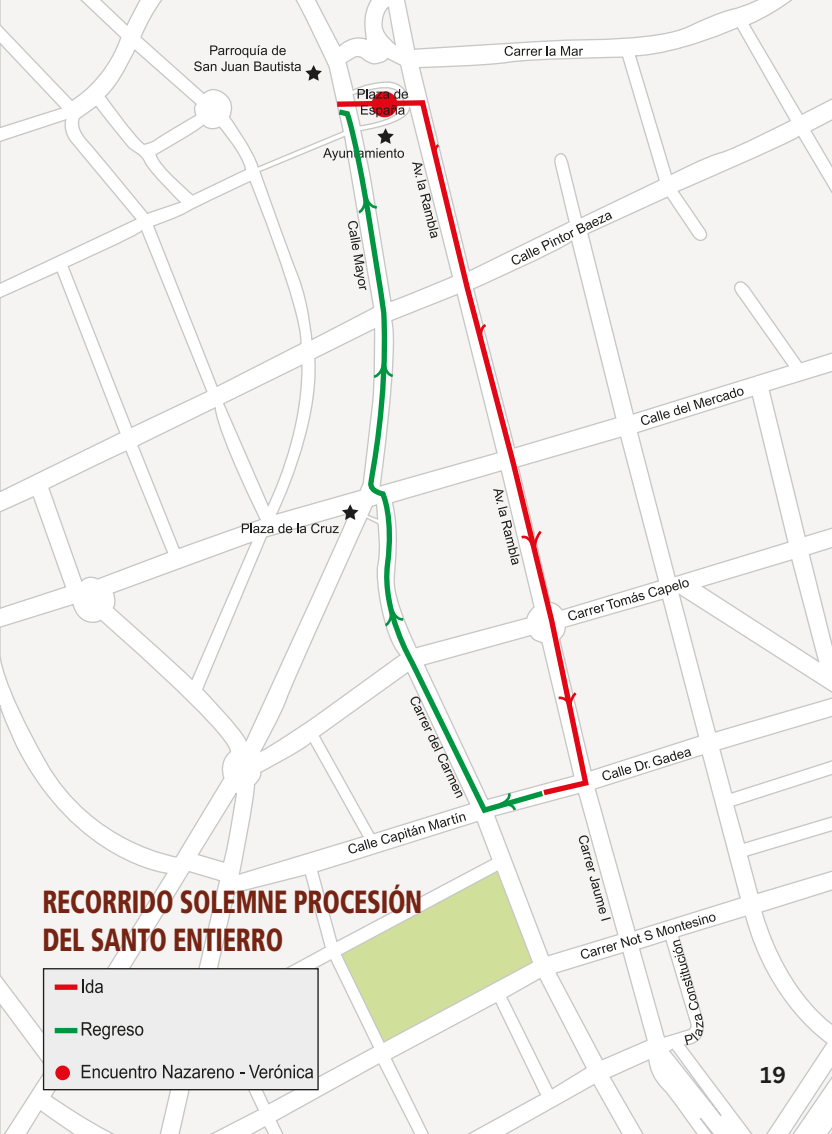 Parroquía de
San Juan Bautista
Carrer la Mar
Plaza de
España
Ayuntamiento
Av. la Rambla
Calle Mayor
Calle Pintor Baeza
Calle del Mercado
Av. la Rambla
Plaza de la Cruz
Carrer Tomás Capelo
Carrer del Carmen
Calle Dr. Gadea
Calle Capitán Martín
Carrer Jaume I
Carrer Not S Montesino
Plaza Constitución
RECORRIDO SOLEMNE PROCESIÓN
DEL SANTO ENTIERRO
Ida
Regreso
Encuentro Nazareno - Verónica
19